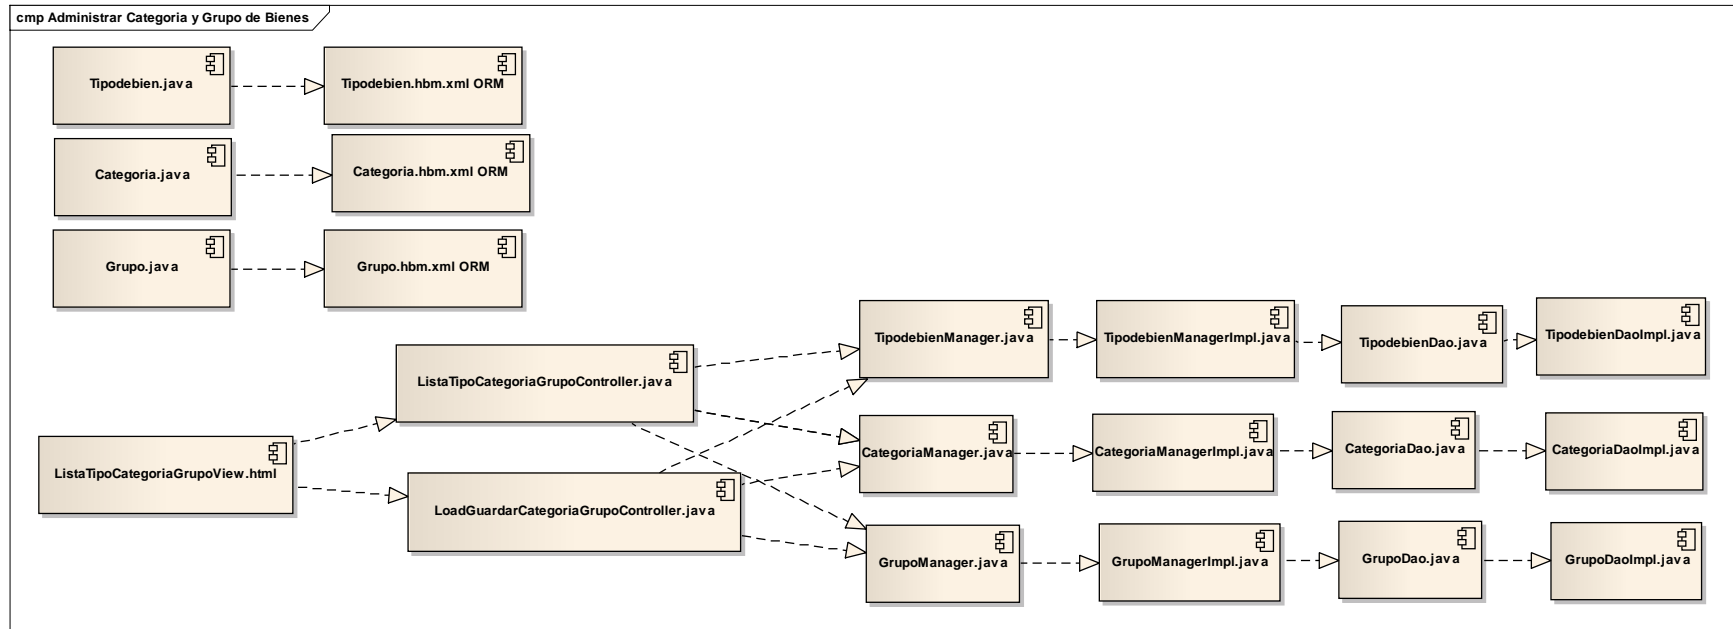 cmp Administrar Categoria y Grupo de Bienes
Tipodebien.java
Tipodebien.hbm.xml ORM
Categoria.java
Categoria.hbm.xml ORM
Grupo.java
Grupo.hbm.xml ORM
TipodebienManager.java
TipodebienManagerImpl.java
TipodebienDao.java
TipodebienDaoImpl.java
ListaTipoCategoriaGrupoController.java
CategoriaManager.java
CategoriaManagerImpl.java
CategoriaDao.java
CategoriaDaoImpl.java
ListaTipoCategoriaGrupoView.html
LoadGuardarCategoriaGrupoController.java
GrupoManager.java
GrupoManagerImpl.java
GrupoDao.java
GrupoDaoImpl.java